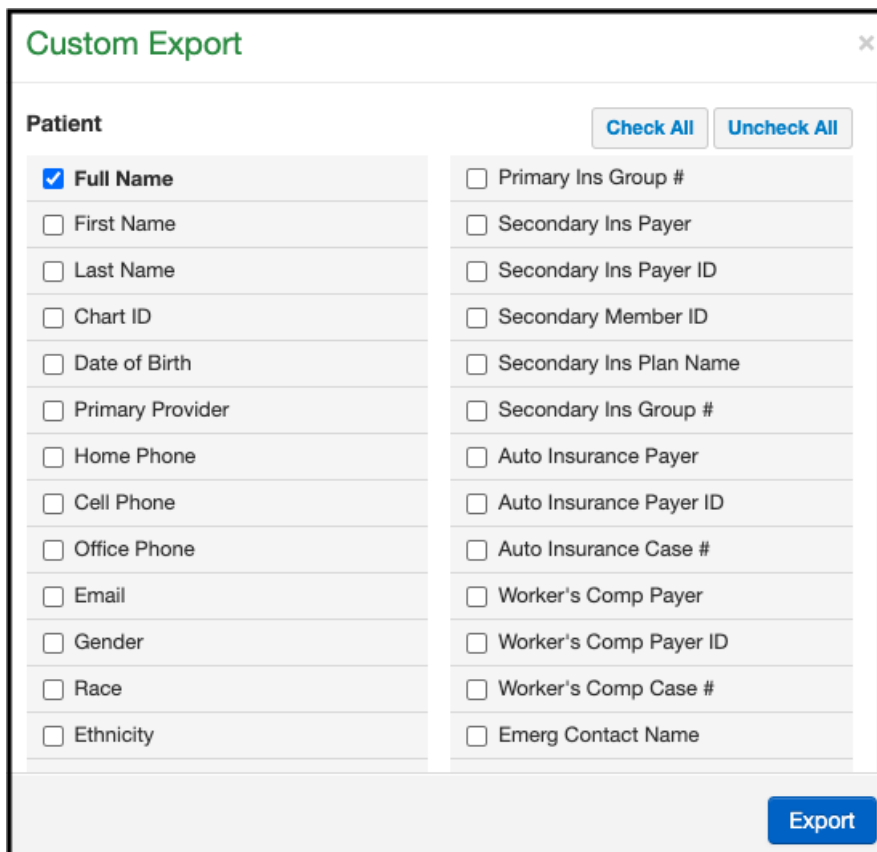 Custom Export
×
Patient
Check All
Uncheck All
Full Name
First Name
Last Name
Chart ID
Date of Birth
Primary Provider
Home Phone
Cell Phone
Office Phone
Email
Gender
Race
Ethnicity
Primary Ins Group #
Secondary Ins Payer
Secondary Ins Payer ID
Secondary Member ID
Secondary Ins Plan Name
Secondary Ins Group #
Auto Insurance Payer
Auto Insurance Payer ID
Auto Insurance Case #
Worker's Comp Payer
Worker's Comp Payer ID
Worker's Comp Case #
Emerg Contact Name
Export